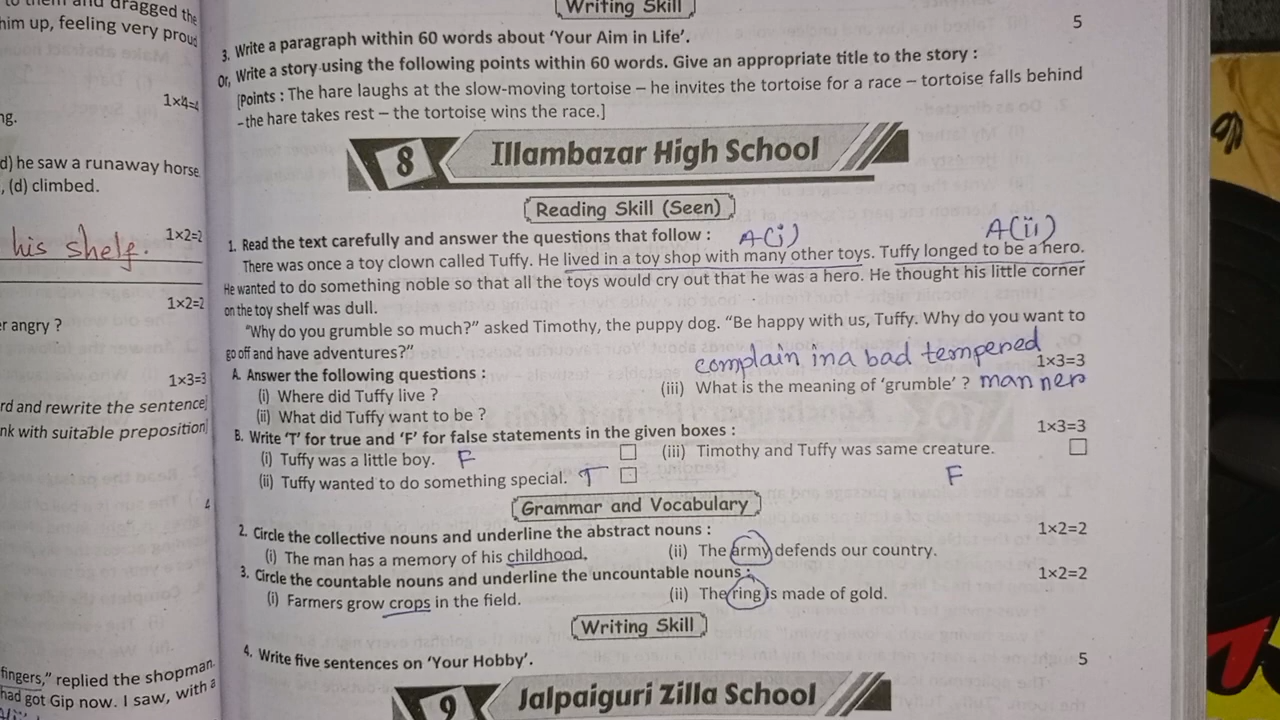 to them and dragged the
him up, feeling very proud
1×4=4
ng.
d) he saw a runaway horse
, (d) climbed.
1×2=2
his shelf.
1×2=2
er angry ?
1×3=3
rd and rewrite the sentence]
nk with suitable preposition]
4
fingers," replied the shopman.
had got Gip now. I saw, with a
Writing Skill
5
3. Write a paragraph within 60 words about 'Your Aim in Life'.
Or, Write a story using the following points within 60 words. Give an appropriate title to the story :
[Points : The hare laughs at the slow-moving tortoise – he invites the tortoise for a race – tortoise falls behind
-the hare takes rest – the tortoise wins the race.]
8 Illambazar High School
Reading Skill (Seen)
1. Read the text carefully and answer the questions that follow : A(i) A(ii)
There was once a toy clown called Tuffy. He lived in a toy shop with many other toys. Tuffy longed to be a hero.
He wanted to do something noble so that all the toys would cry out that he was a hero. He thought his little corner
on the toy shelf was dull.
"Why do you grumble so much?" asked Timothy, the puppy dog. "Be happy with us, Tuffy. Why do you want to
go off and have adventures?"
complain in a bad tempered
A. Answer the following questions : 1×3=3
(i) Where did Tuffy live ? (iii) What is the meaning of 'grumble' ? manner
(ii) What did Tuffy want to be ?
B. Write 'T' for true and 'F' for false statements in the given boxes : 1×3=3
(i) Tuffy was a little boy. F (iii) Timothy and Tuffy was same creature.
(ii) Tuffy wanted to do something special. T F
Grammar and Vocabulary
2. Circle the collective nouns and underline the abstract nouns : 1×2=2
(i) The man has a memory of his childhood. (ii) The army defends our country.
3. Circle the countable nouns and underline the uncountable nouns : 1×2=2
(i) Farmers grow crops in the field. (ii) The ring is made of gold.
Writing Skill
4. Write five sentences on 'Your Hobby'. 5
9 Jalpaiguri Zilla School